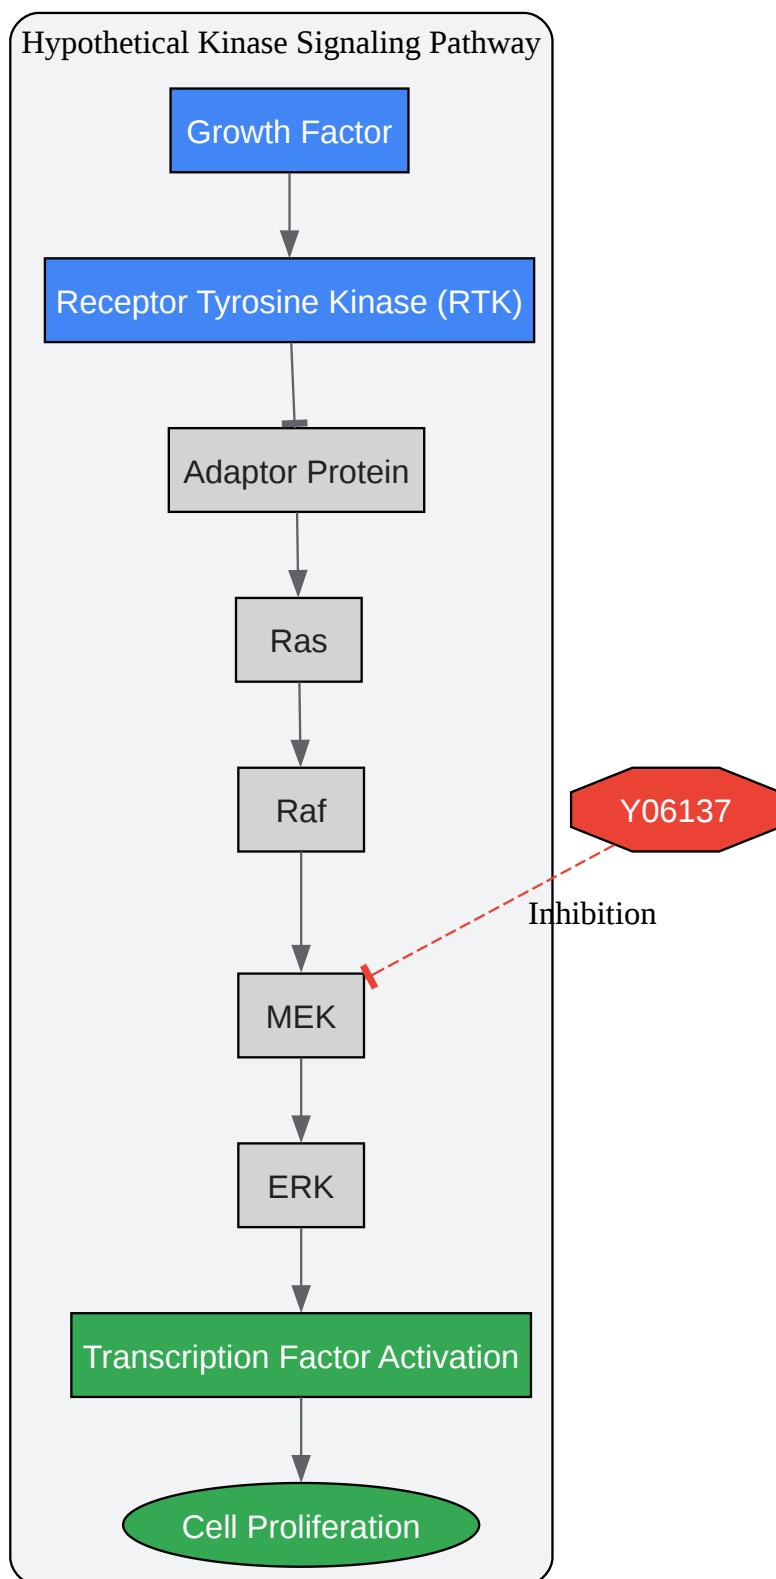 Hypothetical Kinase Signaling Pathway
Growth Factor
Receptor Tyrosine Kinase (RTK)
Adaptor Protein
Ras
Raf
Y06137
Inhibition
MEK
ERK
Transcription Factor Activation
Cell Proliferation